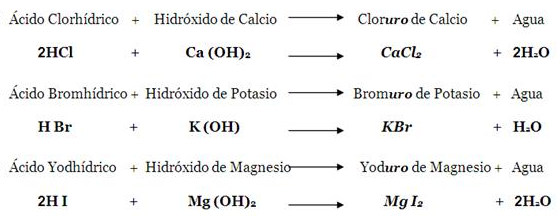 Ácido Clorhídrico + Hidróxido de Calcio ⟶ Cloruro de Calcio + Agua
2HCl + Ca (OH)₂ ⟶ CaCl₂ + 2H₂O
Ácido Bromhídrico + Hidróxido de Potasio ⟶ Bromuro de Potasio + Agua
H Br + K (OH) ⟶ KBr + H₂O
Ácido Yodhídrico + Hidróxido de Magnesio ⟶ Yoduro de Magnesio + Agua
2H I + Mg (OH)₂ ⟶ Mg I₂ + 2H₂O